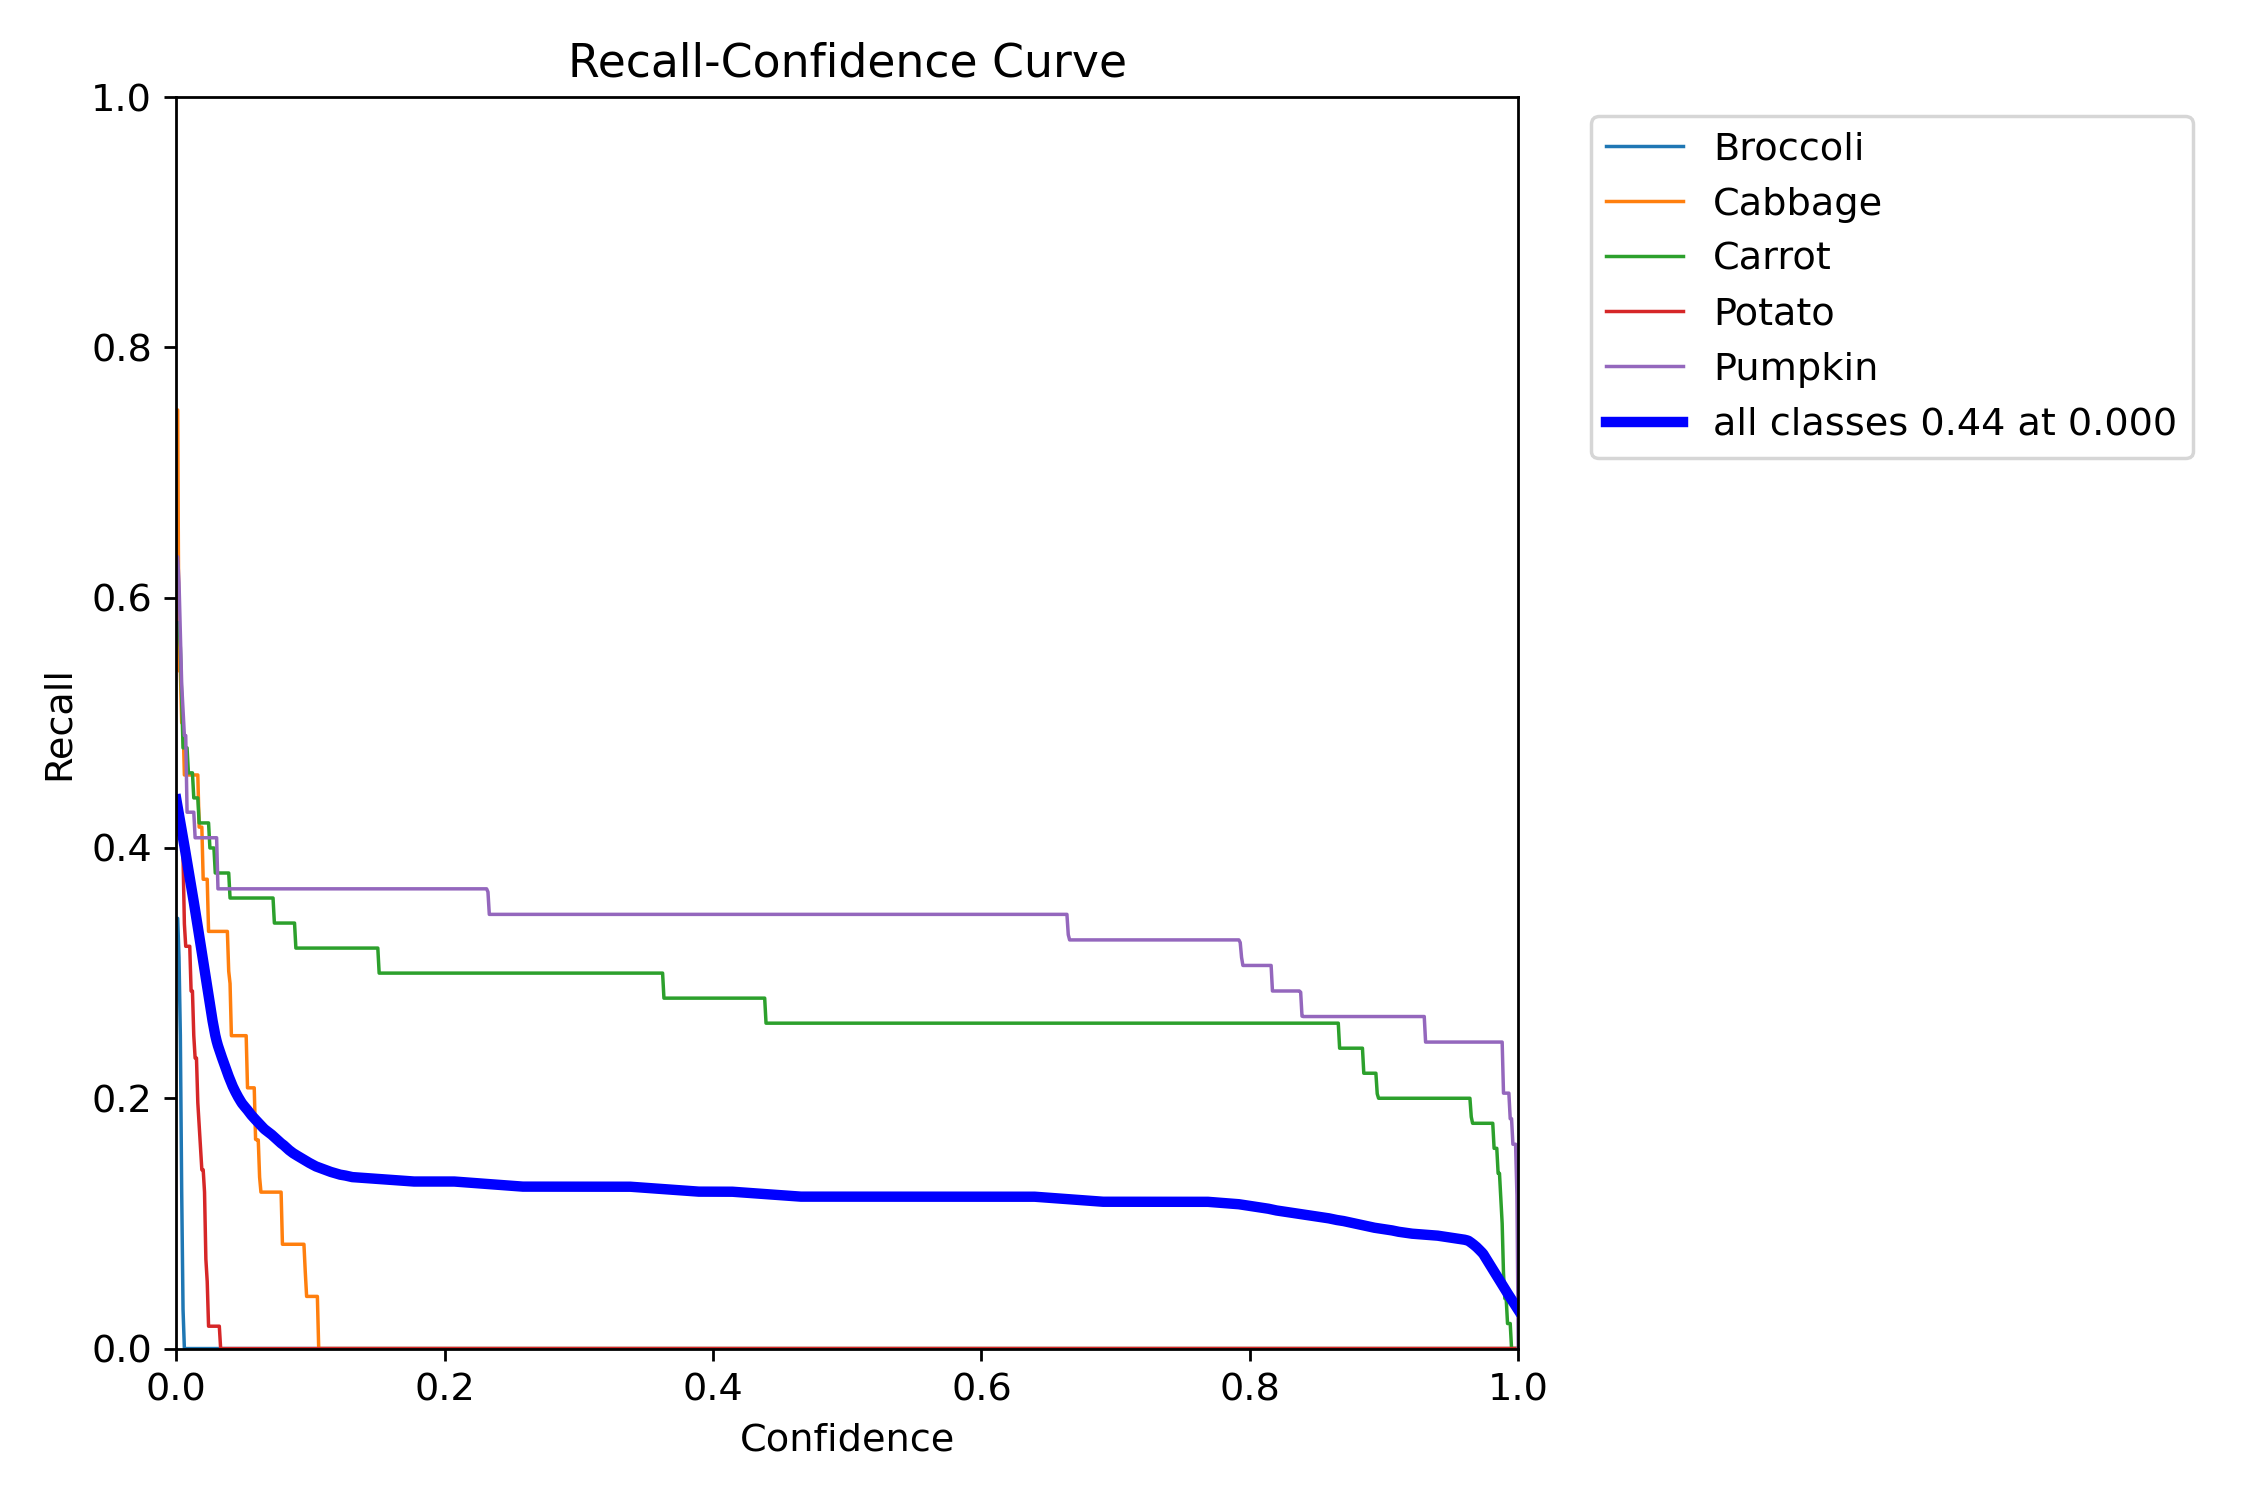 Recall-Confidence Curve
1.0
0.8
0.6
0.4
0.2
0.0
Recall
0.0 0.2 0.4 0.6 0.8 1.0
Confidence
Broccoli
Cabbage
Carrot
Potato
Pumpkin
all classes 0.44 at 0.000